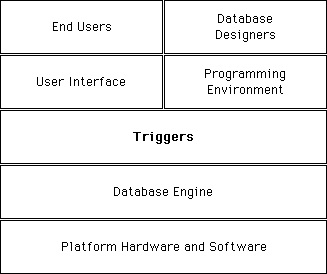 End Users
Database
Designers
User Interface
Programming
Environment
Triggers
Database Engine
Platform Hardware and Software